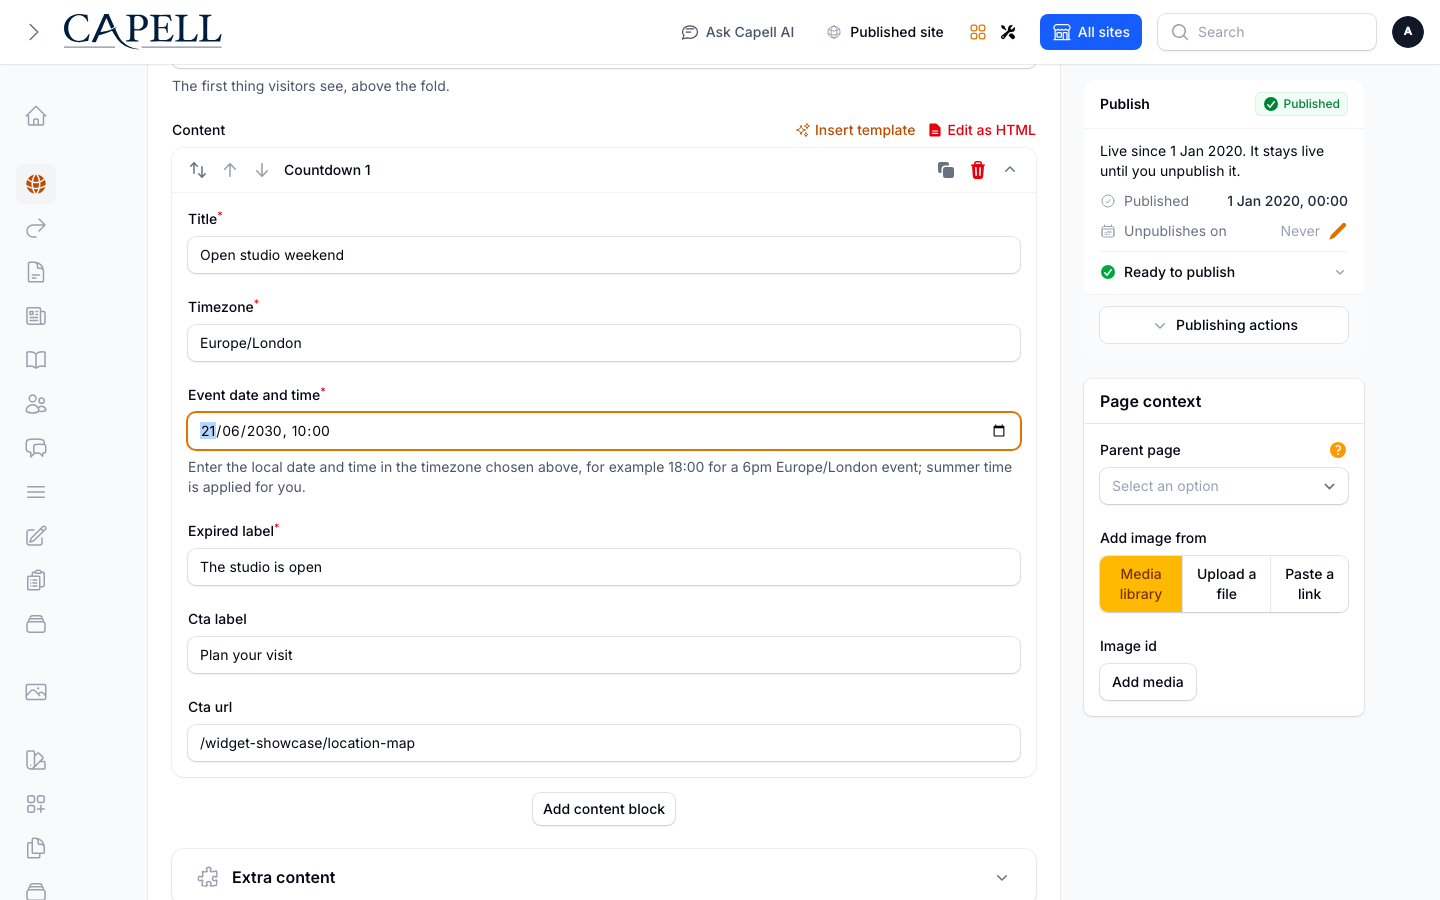 CAPELL
Ask Capell AI
Published site
All sites
Search
A
The first thing visitors see, above the fold.
Content
Insert template
Edit as HTML
Countdown 1
Title*
Open studio weekend
Timezone*
Europe/London
Event date and time*
21/06/2030, 10:00
Enter the local date and time in the timezone chosen above, for example 18:00 for a 6pm Europe/London event; summer time
is applied for you.
Expired label*
The studio is open
Cta label
Plan your visit
Cta url
/widget-showcase/location-map
Add content block
Extra content
Publish
Published
Live since 1 Jan 2020. It stays live
until you unpublish it.
Published
1 Jan 2020, 00:00
Unpublishes on
Never
Ready to publish
Publishing actions
Page context
Parent page
?
Select an option
Add image from
Media
library
Upload a
file
Paste a
link
Image id
Add media